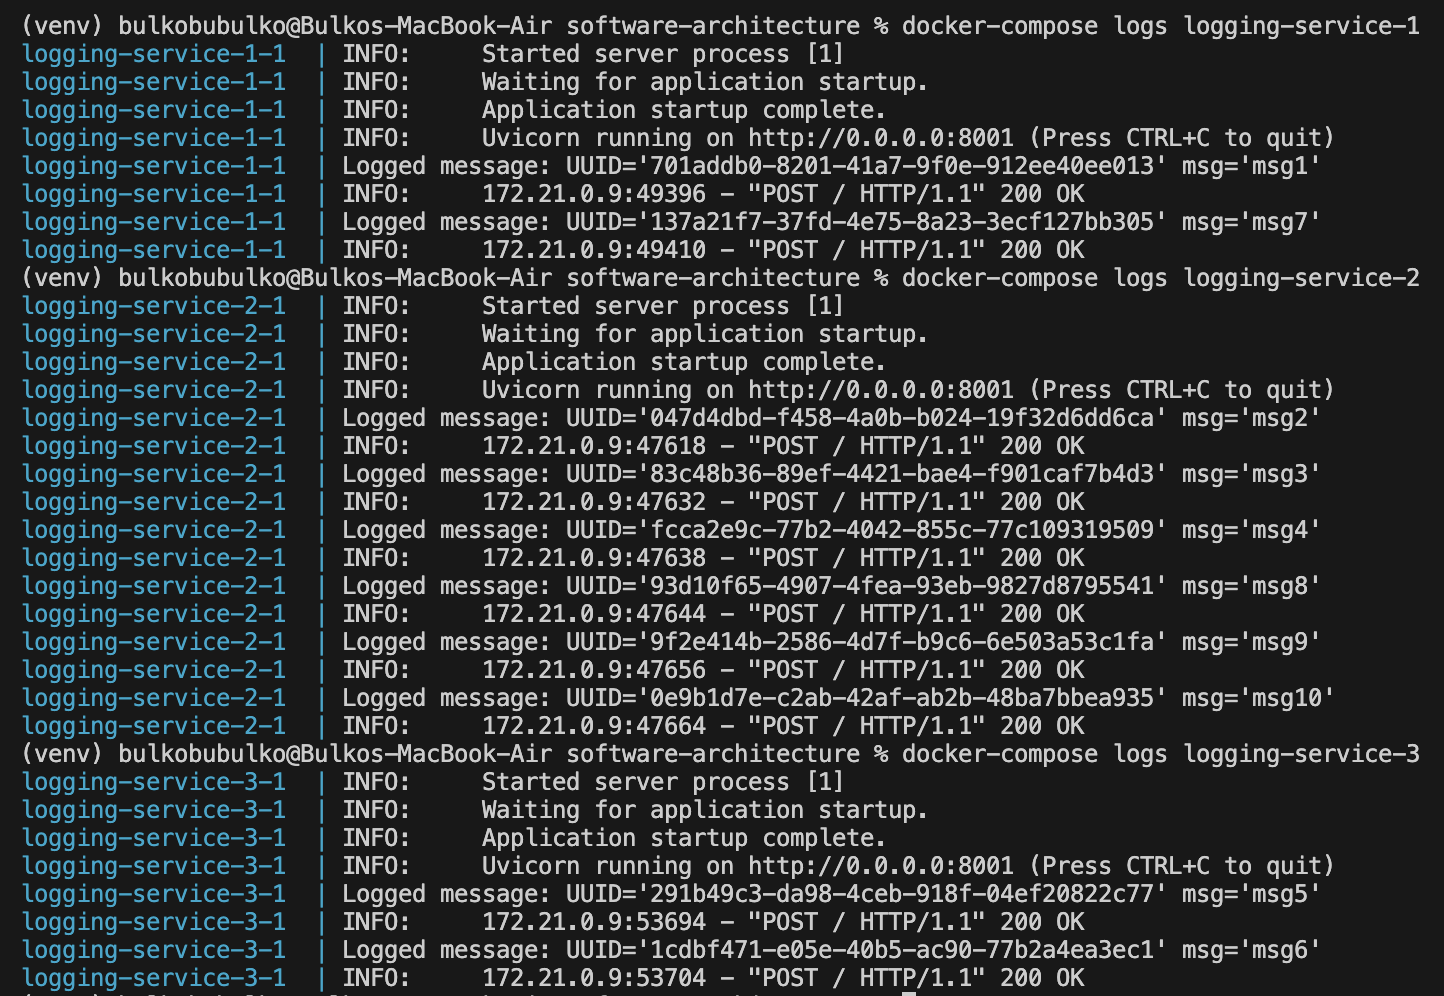 (venv) bulkobubulko@Bulkos-MacBook-Air software-architecture % docker-compose logs logging-service-1
logging-service-1-1  | INFO:     Started server process [1]
logging-service-1-1  | INFO:     Waiting for application startup.
logging-service-1-1  | INFO:     Application startup complete.
logging-service-1-1  | INFO:     Uvicorn running on http://0.0.0.0:8001 (Press CTRL+C to quit)
logging-service-1-1  | Logged message: UUID='701addb0-8201-41a7-9f0e-912ee40ee013' msg='msg1'
logging-service-1-1  | INFO:     172.21.0.9:49396 - "POST / HTTP/1.1" 200 OK
logging-service-1-1  | Logged message: UUID='137a21f7-37fd-4e75-8a23-3ecf127bb305' msg='msg7'
logging-service-1-1  | INFO:     172.21.0.9:49410 - "POST / HTTP/1.1" 200 OK
(venv) bulkobubulko@Bulkos-MacBook-Air software-architecture % docker-compose logs logging-service-2
logging-service-2-1  | INFO:     Started server process [1]
logging-service-2-1  | INFO:     Waiting for application startup.
logging-service-2-1  | INFO:     Application startup complete.
logging-service-2-1  | INFO:     Uvicorn running on http://0.0.0.0:8001 (Press CTRL+C to quit)
logging-service-2-1  | Logged message: UUID='047d4dbd-f458-4a0b-b024-19f32d6dd6ca' msg='msg2'
logging-service-2-1  | INFO:     172.21.0.9:47618 - "POST / HTTP/1.1" 200 OK
logging-service-2-1  | Logged message: UUID='83c48b36-89ef-4421-bae4-f901caf7b4d3' msg='msg3'
logging-service-2-1  | INFO:     172.21.0.9:47632 - "POST / HTTP/1.1" 200 OK
logging-service-2-1  | Logged message: UUID='fcca2e9c-77b2-4042-855c-77c109319509' msg='msg4'
logging-service-2-1  | INFO:     172.21.0.9:47638 - "POST / HTTP/1.1" 200 OK
logging-service-2-1  | Logged message: UUID='93d10f65-4907-4fea-93eb-9827d8795541' msg='msg8'
logging-service-2-1  | INFO:     172.21.0.9:47644 - "POST / HTTP/1.1" 200 OK
logging-service-2-1  | Logged message: UUID='9f2e414b-2586-4d7f-b9c6-6e503a53c1fa' msg='msg9'
logging-service-2-1  | INFO:     172.21.0.9:47656 - "POST / HTTP/1.1" 200 OK
logging-service-2-1  | Logged message: UUID='0e9b1d7e-c2ab-42af-ab2b-48ba7bbea935' msg='msg10'
logging-service-2-1  | INFO:     172.21.0.9:47664 - "POST / HTTP/1.1" 200 OK
(venv) bulkobubulko@Bulkos-MacBook-Air software-architecture % docker-compose logs logging-service-3
logging-service-3-1  | INFO:     Started server process [1]
logging-service-3-1  | INFO:     Waiting for application startup.
logging-service-3-1  | INFO:     Application startup complete.
logging-service-3-1  | INFO:     Uvicorn running on http://0.0.0.0:8001 (Press CTRL+C to quit)
logging-service-3-1  | Logged message: UUID='291b49c3-da98-4ceb-918f-04ef20822c77' msg='msg5'
logging-service-3-1  | INFO:     172.21.0.9:53694 - "POST / HTTP/1.1" 200 OK
logging-service-3-1  | Logged message: UUID='1cdbf471-e05e-40b5-ac90-77b2a4ea3ec1' msg='msg6'
logging-service-3-1  | INFO:     172.21.0.9:53704 - "POST / HTTP/1.1" 200 OK